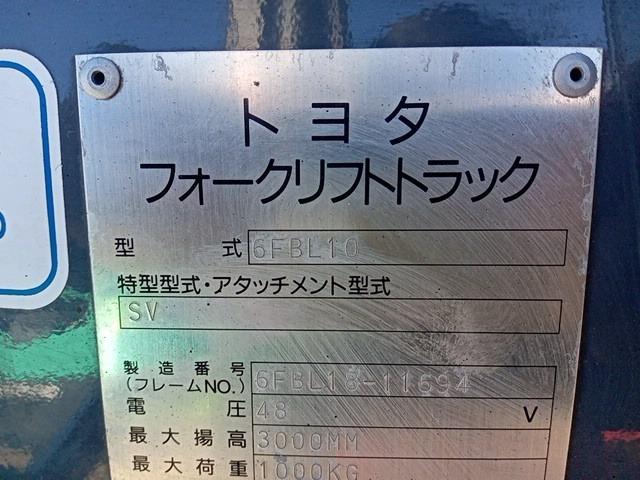 トヨタ
フォークリフトトラック
型 式 6FBL10
特型型式・アタッチメント型式
SV
製造番号
(フレームNO.) 6FBL18-11694
電 圧 48 V
最大揚高 3000MM
最大荷重 1000KG